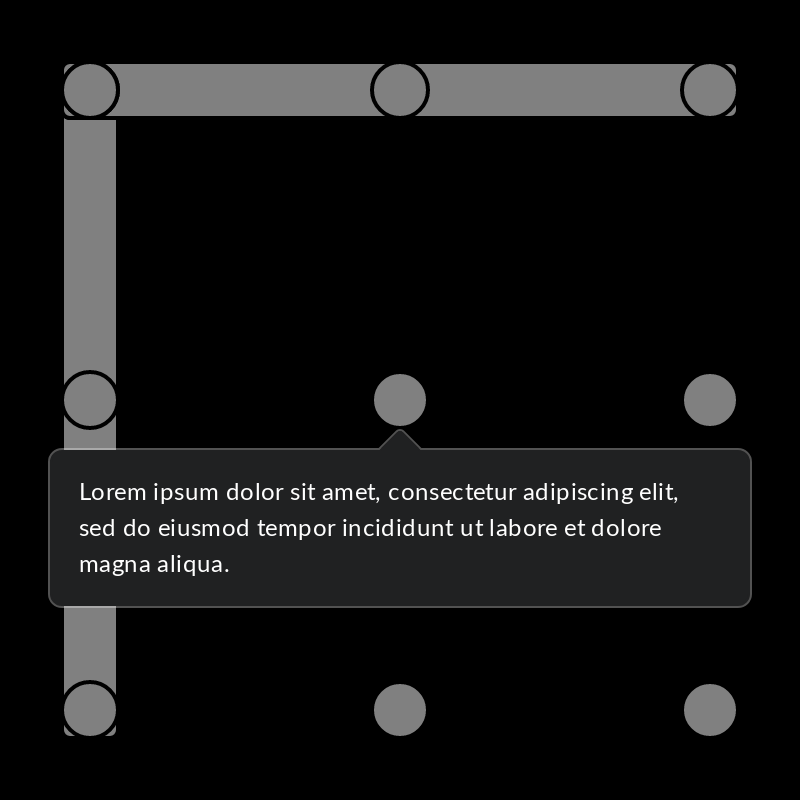 Lorem ipsum dolor sit amet, consectetur adipiscing elit,
sed do eiusmod tempor incididunt ut labore et dolore
magna aliqua.